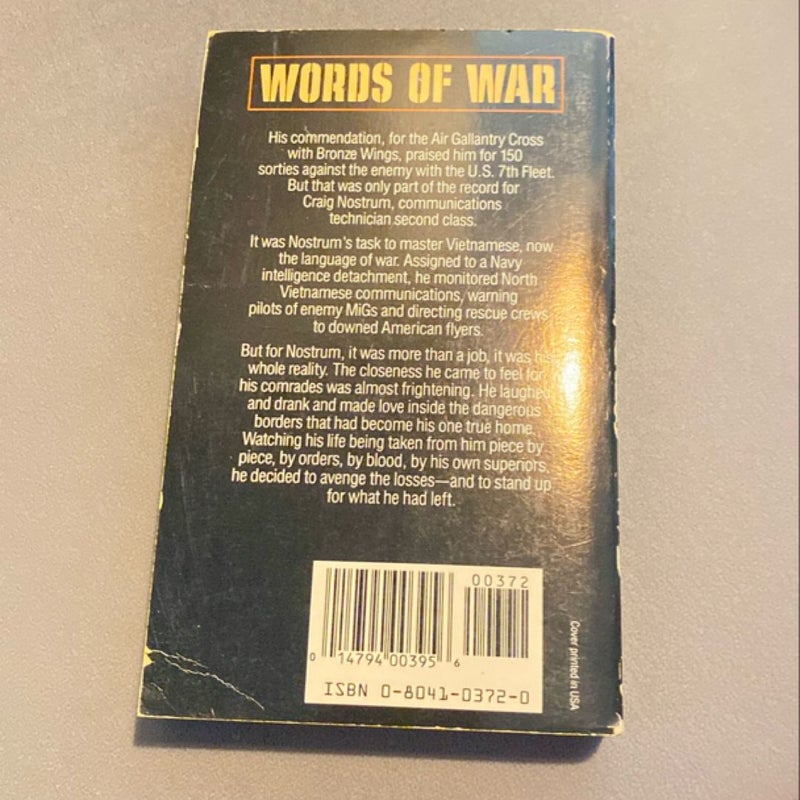 WORDS OF WAR
His commendation, for the Air Gallantry Cross
with Bronze Wings, praised him for 150
sorties against the enemy with the U.S. 7th Fleet.
But that was only part of the record for
Craig Nostrum, communications
technician second class.
It was Nostrum's task to master Vietnamese, now
the language of war. Assigned to a Navy
intelligence detachment, he monitored North
Vietnamese communications, warning
pilots of enemy MiGs and directing rescue crews
to downed American flyers.
But for Nostrum, it was more than a job, it was his
whole reality. The closeness he came to feel for
his comrades was almost frightening. He laughed
and drank and made love inside the dangerous
borders that had become his one true home.
Watching his life being taken from him piece by
piece, by orders, by blood, by his own superiors,
he decided to avenge the losses—and to stand up
for what he had left.
00372
0 14794 00395 6
ISBN 0-8041-0372-0
Cover printed in USA